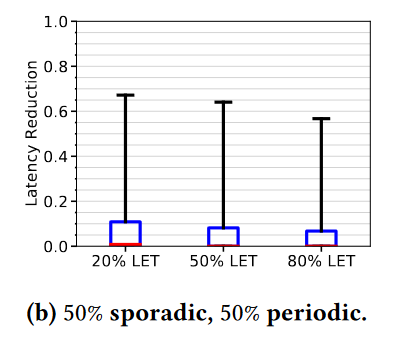 1.0
0.8
0.6
0.4
0.2
0.0
Latency Reduction
20% LET 50% LET 80% LET
(b) 50% sporadic, 50% periodic.